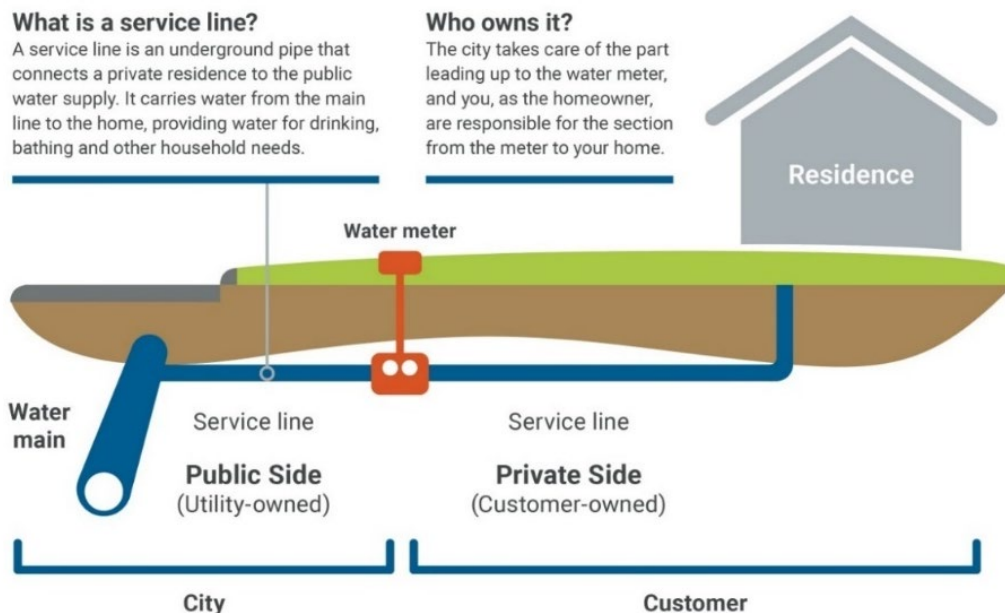 What is a service line?
A service line is an underground pipe that
connects a private residence to the public
water supply. It carries water from the main
line to the home, providing water for drinking,
bathing and other household needs.
Who owns it?
The city takes care of the part
leading up to the water meter,
and you, as the homeowner,
are responsible for the section
from the meter to your home.
Residence
Water meter
Water
main
Service line
Public Side
(Utility-owned)
Service line
Private Side
(Customer-owned)
City
Customer